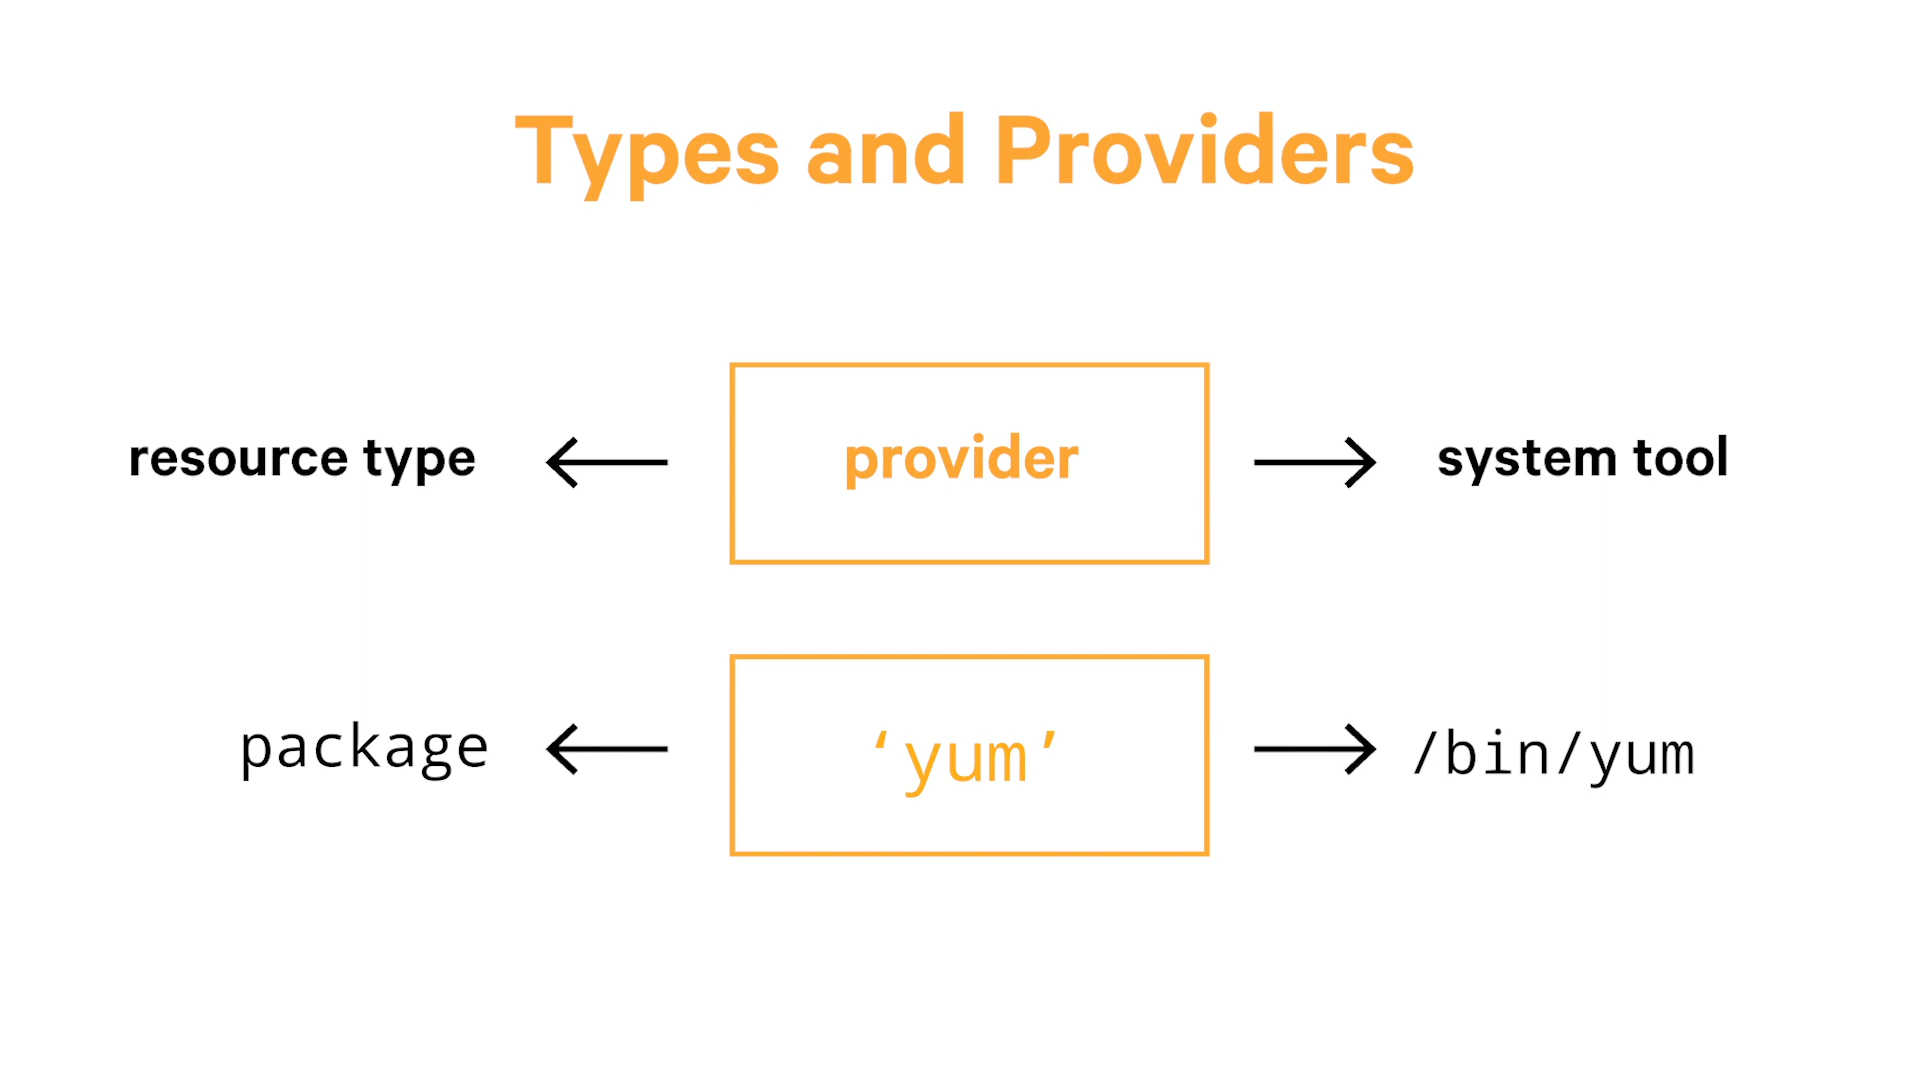 Types and Providers
resource type
provider
system tool
package
‘yum’
/bin/yum